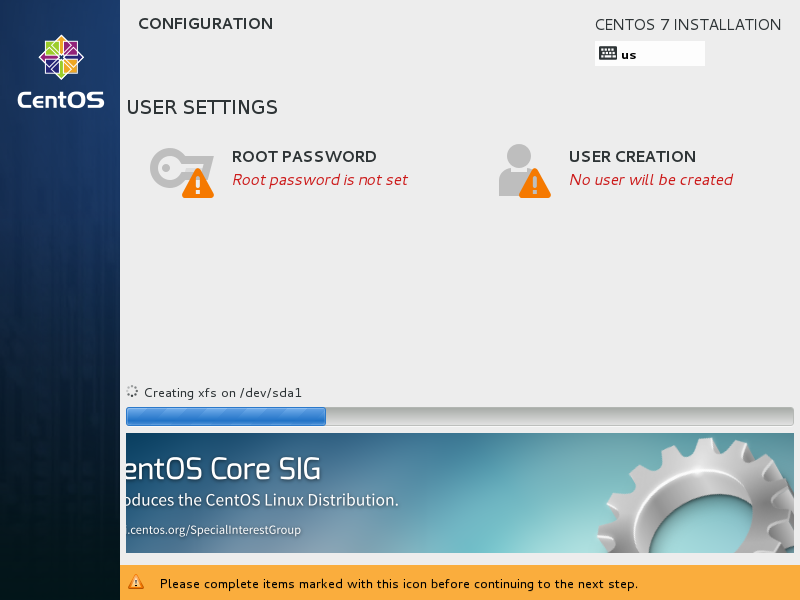 CONFIGURATION
CENTOS 7 INSTALLATION
us
CentOS
USER SETTINGS
ROOT PASSWORD
Root password is not set
USER CREATION
No user will be created
Creating xfs on /dev/sda1
entOS Core SIG
oduces the CentOS Linux Distribution.
.centos.org/SpecialInterestGroup
Please complete items marked with this icon before continuing to the next step.